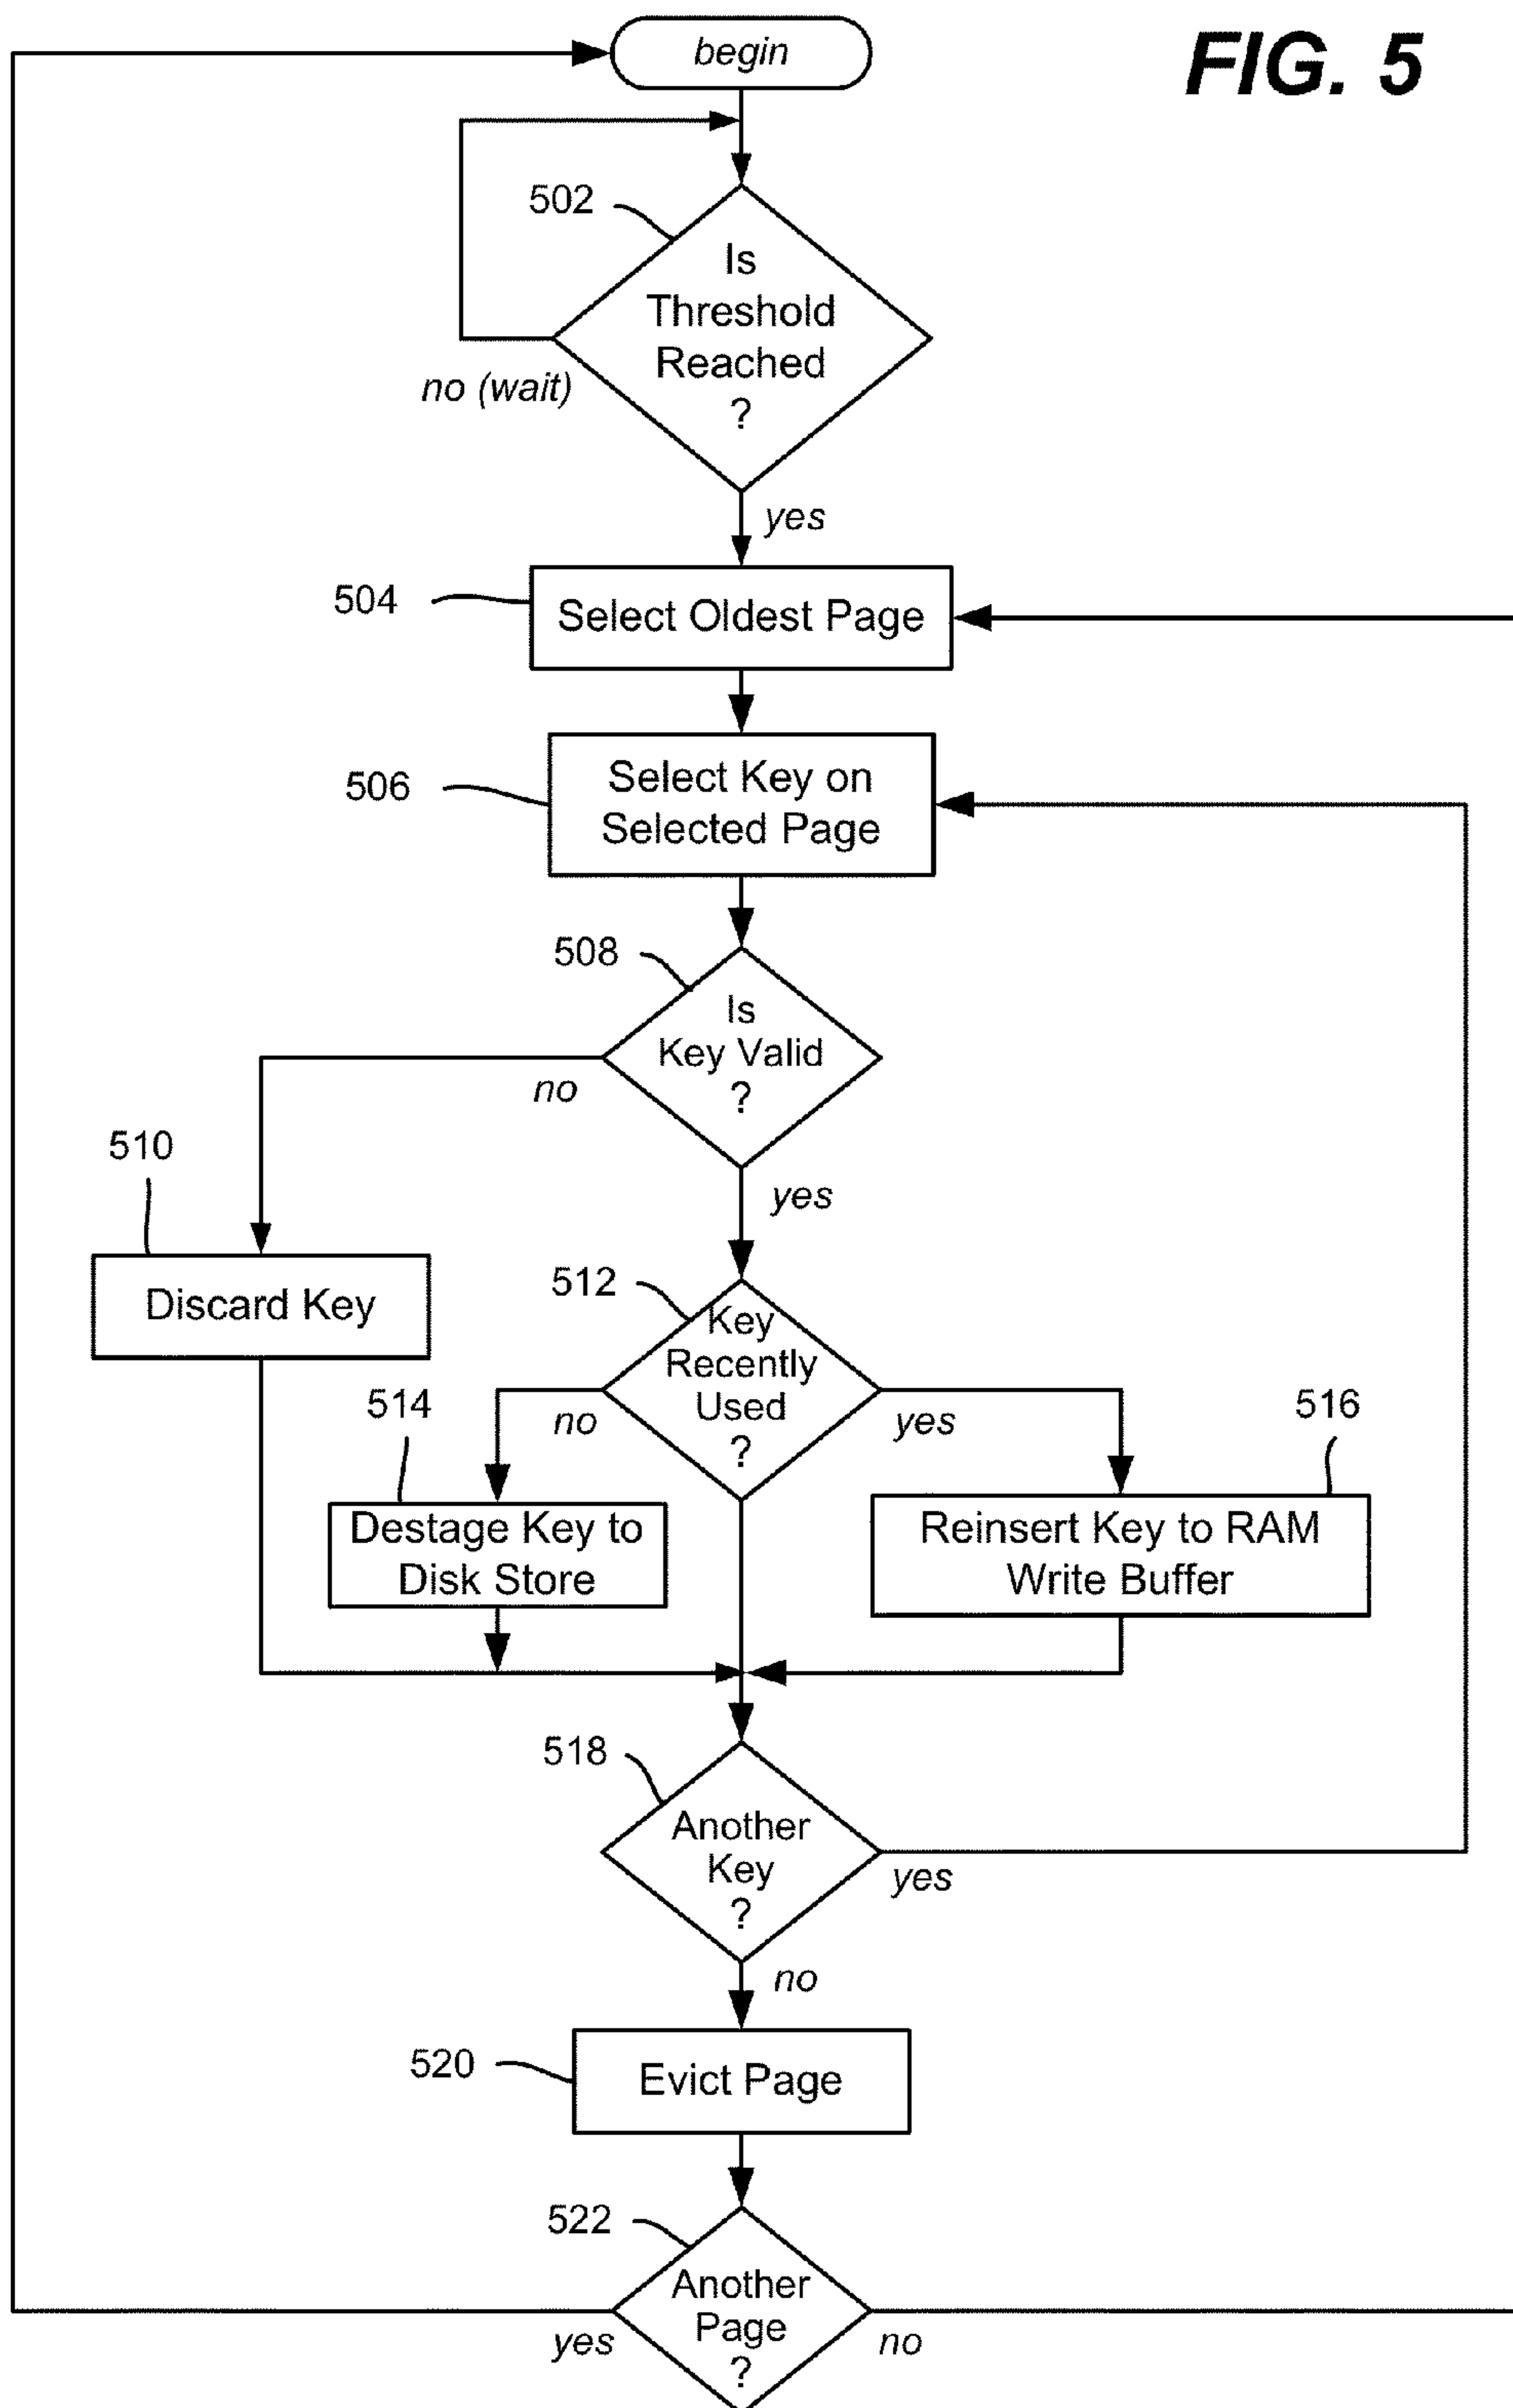 FIG. 5
begin
502
Is
Threshold
Reached
?
no (wait)
yes
504
Select Oldest Page
506
Select Key on
Selected Page
508
Is
Key Valid
?
no
yes
510
Discard Key
512
Key
Recently
Used
?
no
yes
514
Destage Key to
Disk Store
516
Reinsert Key to RAM
Write Buffer
518
Another
Key
?
yes
no
520
Evict Page
522
Another
Page
?
yes
no